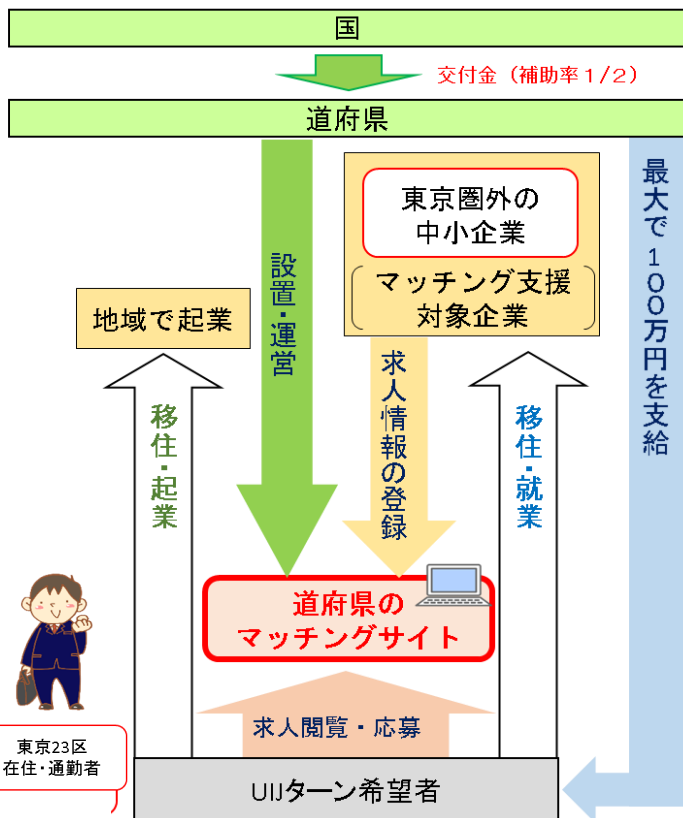 国
交付金（補助率1/2）
道府県
東京圏外の
中小企業
マッチング支援
対象企業
最大で100万円を支給
設置・運営
地域で起業
求人情報の登録
移住・起業
移住・就業
道府県の
マッチングサイト
求人閲覧・応募
東京23区
在住・通勤者
UIJターン希望者